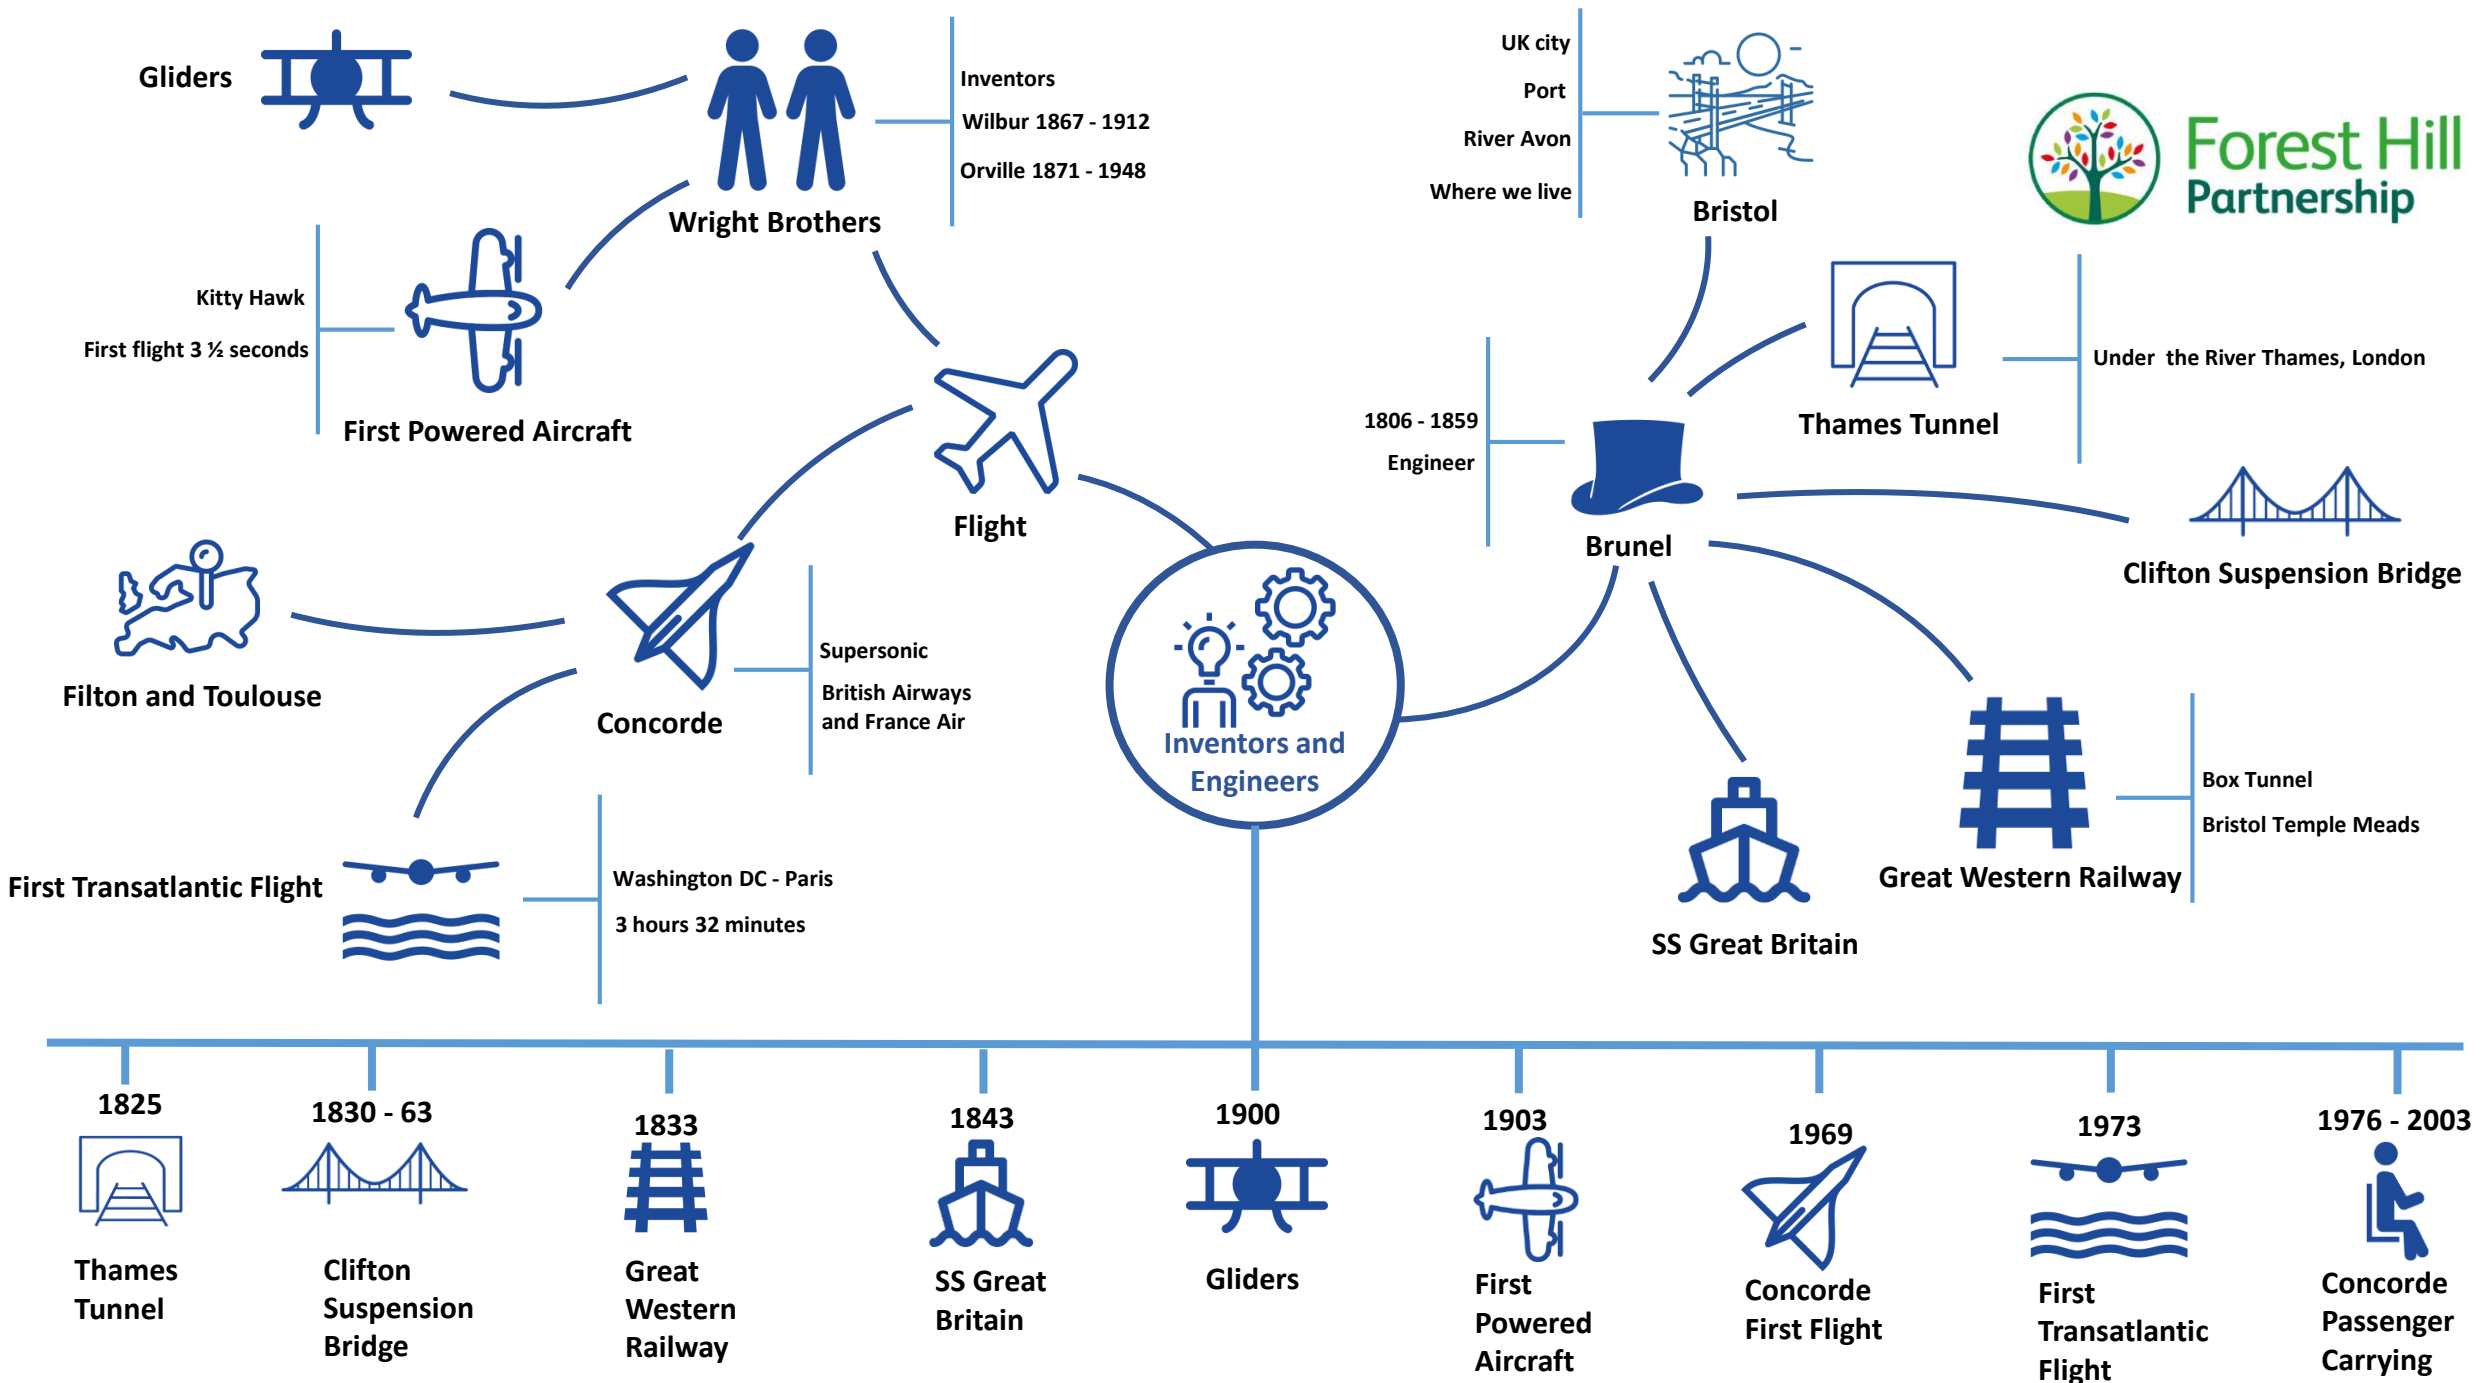 Gliders
Inventors
Wilbur 1867 - 1912
Orville 1871 - 1948
Wright Brothers
Kitty Hawk
First flight 3 ½ seconds
First Powered Aircraft
Flight
Filton and Toulouse
Concorde
Supersonic
British Airways
and France Air
First Transatlantic Flight
Washington DC - Paris
3 hours 32 minutes
Inventors and
Engineers
UK city
Port
River Avon
Where we live
Bristol
Forest Hill
Partnership
Thames Tunnel
Under the River Thames, London
1806 - 1859
Engineer
Brunel
Clifton Suspension Bridge
Great Western Railway
Box Tunnel
Bristol Temple Meads
SS Great Britain
1825
Thames
Tunnel
1830 - 63
Clifton
Suspension
Bridge
1833
Great
Western
Railway
1843
SS Great
Britain
1900
Gliders
1903
First
Powered
Aircraft
1969
Concorde
First Flight
1973
First
Transatlantic
Flight
1976 - 2003
Concorde
Passenger
Carrying